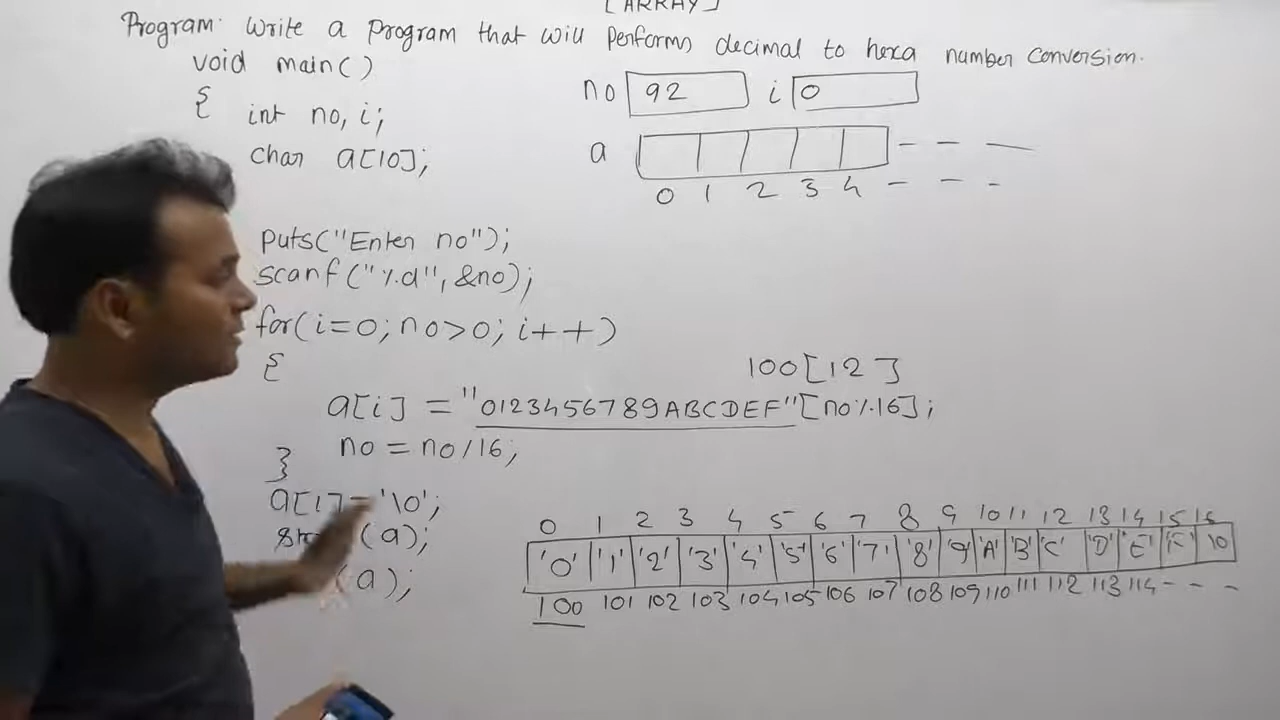 [ARRAY]
Program: Write a program that will performs decimal to hexa number conversion.
void main()
{ int no, i;
char a[10];
puts("Enter no");
scanf("%d", &no);
for(i=0; no>0; i++)
{
a[i] = "0123456789ABCDEF"[no%16];
no = no/16;
}
a[i]='\0';
(a);
(a);
no 92 i 0
a
0 1 2 3 4 - - -
100[12]
0 1 2 3 4 5 6 7 8 9 10 11 12 13 14 15 16
'0' '1' '2' '3' '4' '5' '6' '7' '8' '9' 'A' 'B' 'C' 'D' 'E' 'F' \0
100 101 102 103 104 105 106 107 108 109 110 111 112 113 114 - - -